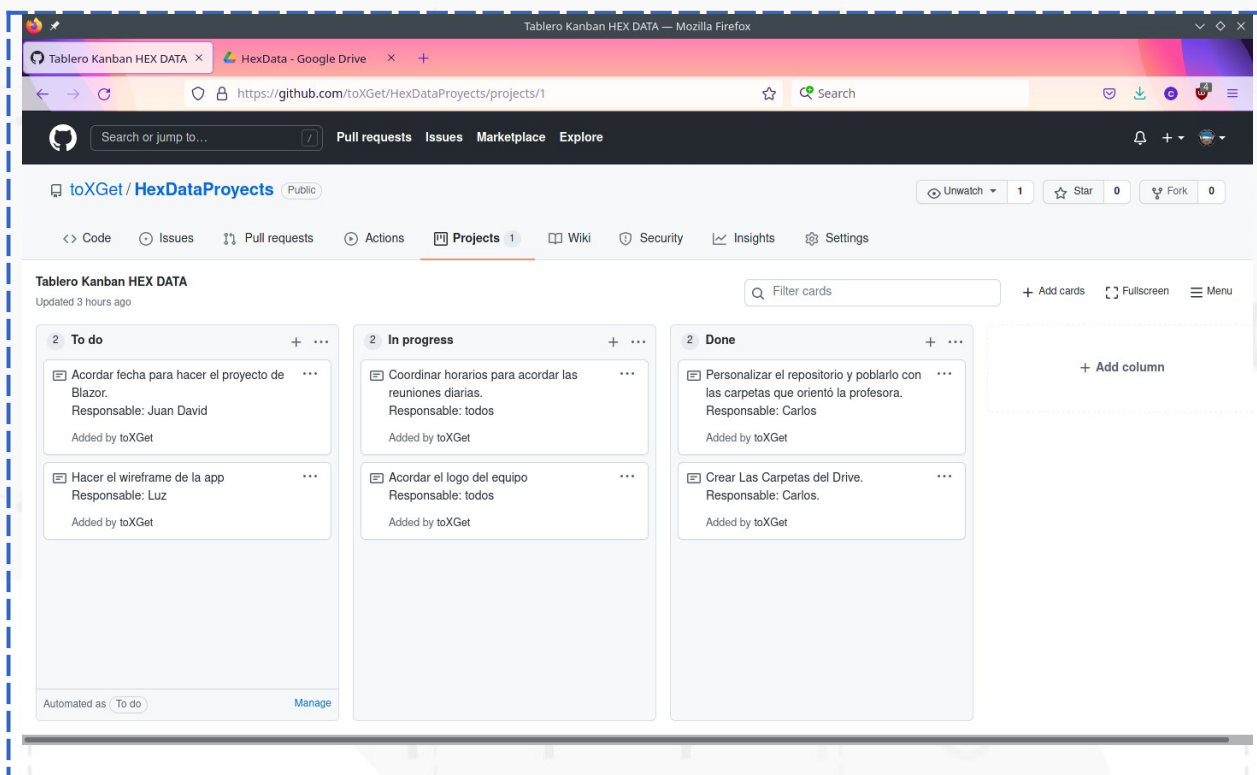 Tablero Kanban HEX DATA — Mozilla Firefox
Tablero Kanban HEX DATA
HexData - Google Drive
https://github.com/toXGet/HexDataProyects/projects/1
Search
4
Search or jump to...
/
Pull requests Issues Marketplace Explore
toXGet / HexDataProyects Public
Unwatch 1
Star 0
Fork 0
Code Issues Pull requests Actions Projects 1 Wiki Security Insights Settings
Tablero Kanban HEX DATA
Updated 3 hours ago
Filter cards
+ Add cards
Fullscreen
Menu
2 To do
Acordar fecha para hacer el proyecto de
Blazor.
Responsable: Juan David
Added by toXGet
Hacer el wireframe de la app
Responsable: Luz
Added by toXGet
Automated as To do
Manage
2 In progress
Coordinar horarios para acordar las
reuniones diarias.
Responsable: todos
Added by toXGet
Acordar el logo del equipo
Responsable: todos
Added by toXGet
2 Done
Personalizar el repositorio y poblarlo con
las carpetas que orientó la profesora.
Responsable: Carlos
Added by toXGet
Crear Las Carpetas del Drive.
Responsable: Carlos.
Added by toXGet
+ Add column